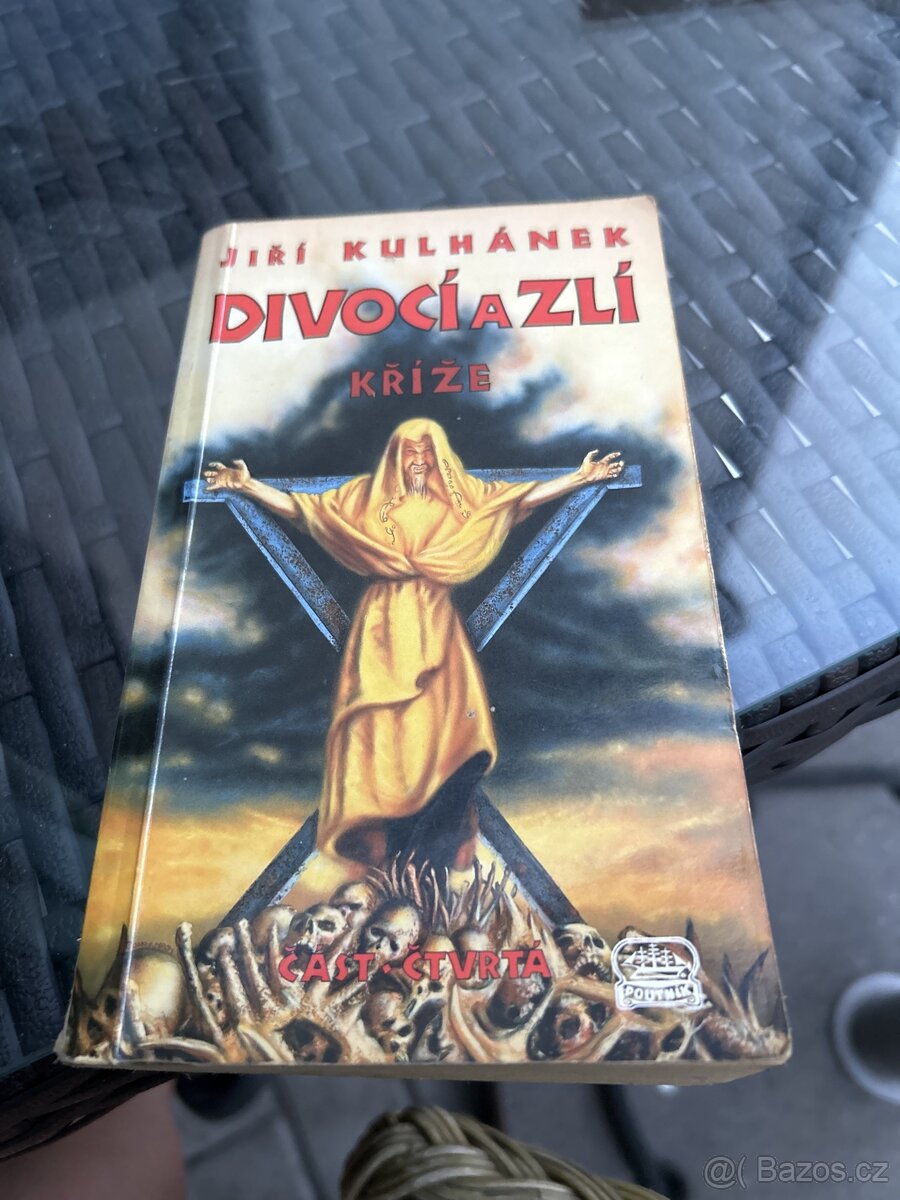 JIŘÍ KULHÁNEK
DIVOCÍ A ZLÍ
KŘÍŽE
ČÁST · ČTVRTÁ
POUTNÍK
@( Bazos.cz